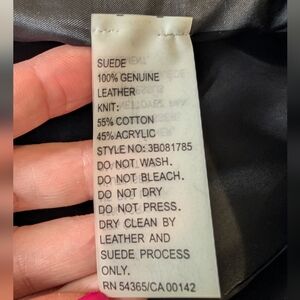 SUEDE
100% GENUINE
LEATHER
KNIT:
55% COTTON
45% ACRYLIC
STYLE NO: 3B081785
DO NOT WASH.
DO NOT BLEACH.
DO NOT DRY
DO NOT PRESS.
DRY CLEAN BY
LEATHER AND
SUEDE PROCESS
ONLY.
RN 54365/CA 00142